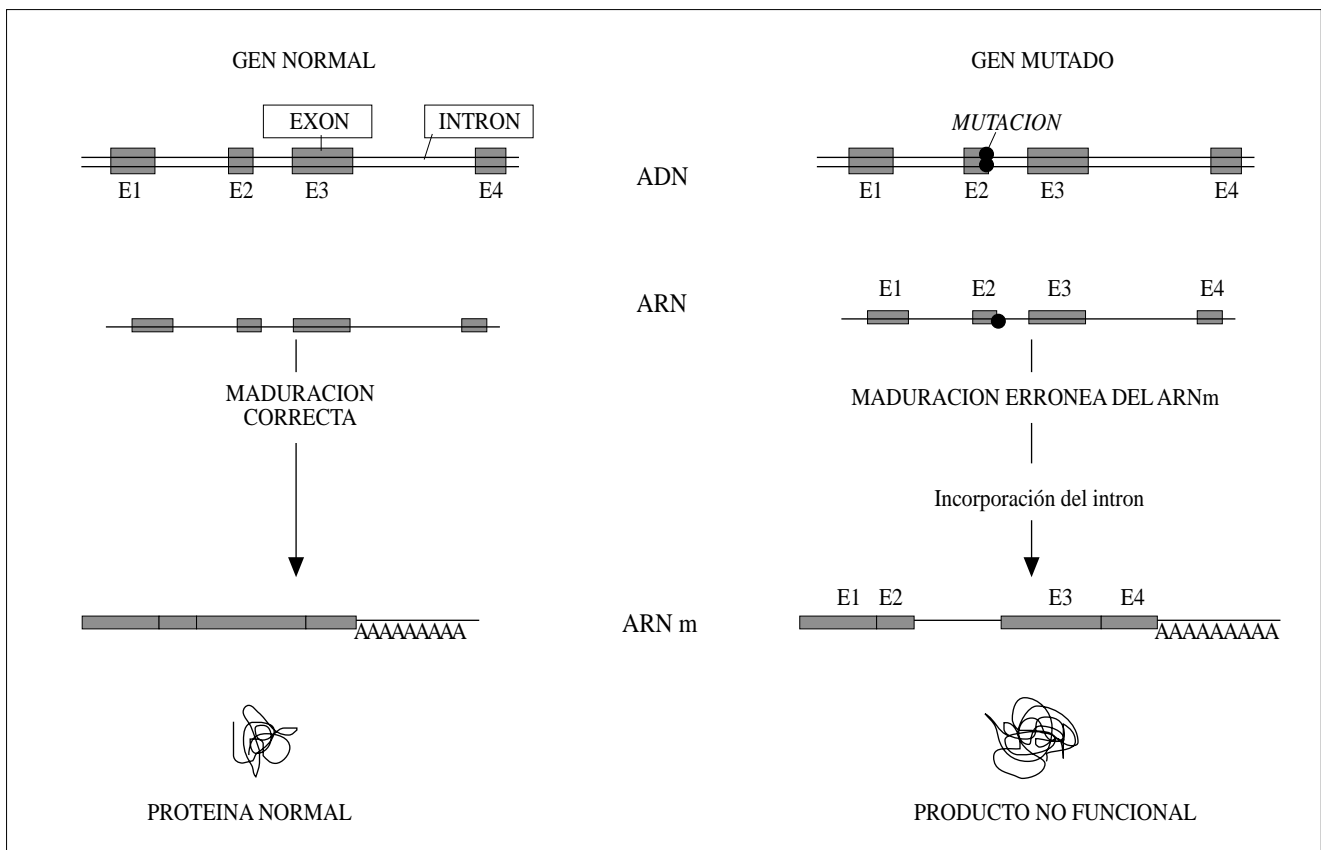 GEN NORMAL
GEN MUTADO
EXON
INTRON
MUTACION
E1
E2
E3
E4
ADN
E1
E2
E3
E4
ARN
E1
E2
E3
E4
MADURACION
CORRECTA
MADURACION ERRONEA DEL ARNm
Incorporación del intron
AAAAAAAAA
ARN m
E1
E2
E3
E4
AAAAAAAAA
PROTEINA NORMAL
PRODUCTO NO FUNCIONAL